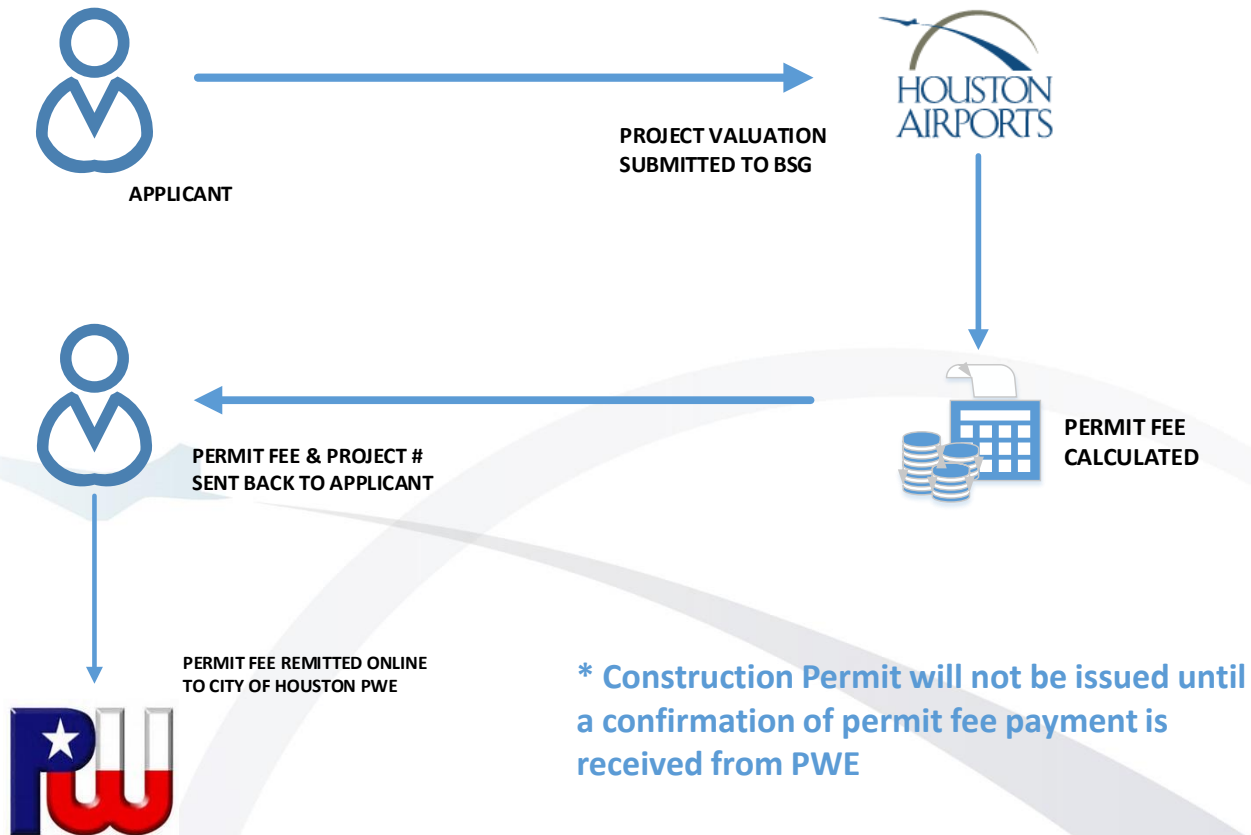 HOUSTON
AIRPORTS
PROJECT VALUATION
SUBMITTED TO BSG
APPLICANT
PERMIT FEE
CALCULATED
PERMIT FEE & PROJECT #
SENT BACK TO APPLICANT
PERMIT FEE REMITTED ONLINE
TO CITY OF HOUSTON PWE
* Construction Permit will not be issued until
a confirmation of permit fee payment is
received from PWE
PW